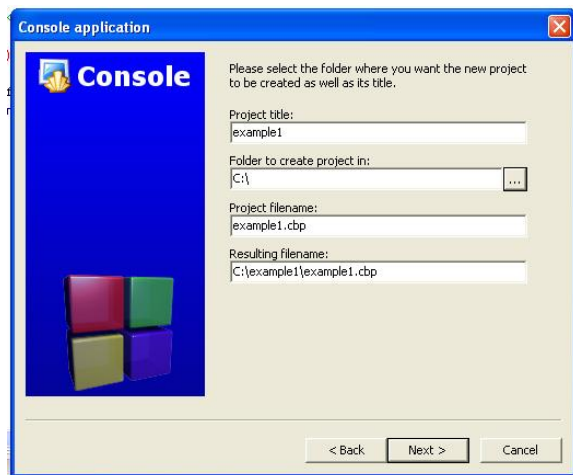 Console application
Console
Please select the folder where you want the new project
to be created as well as its title.
Project title:
example1
Folder to create project in:
C:\
...
Project filename:
example1.cbp
Resulting filename:
C:\example1\example1.cbp
< Back
Next >
Cancel